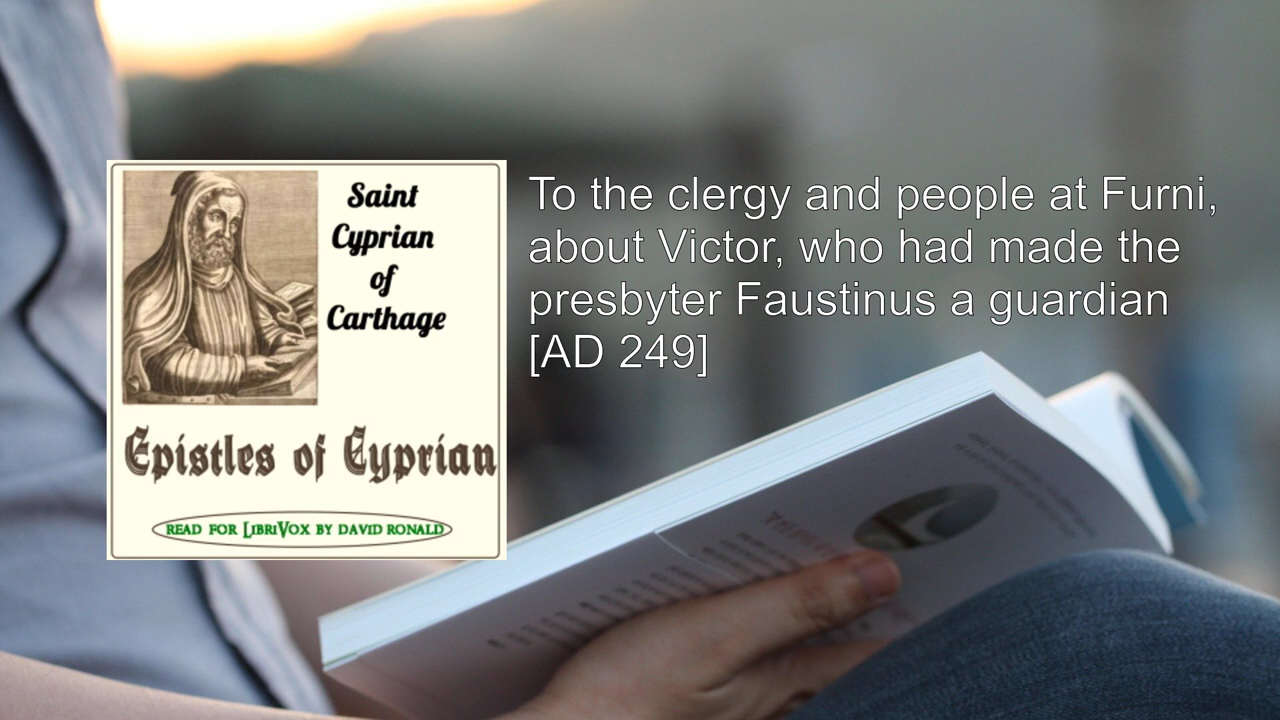 Saint
Cyprian
of
Carthage
Epistles of Cyprian
READ FOR LIBRIVOX BY DAVID RONALD
To the clergy and people at Furni,
about Victor, who had made the
presbyter Faustinus a guardian
[AD 249]